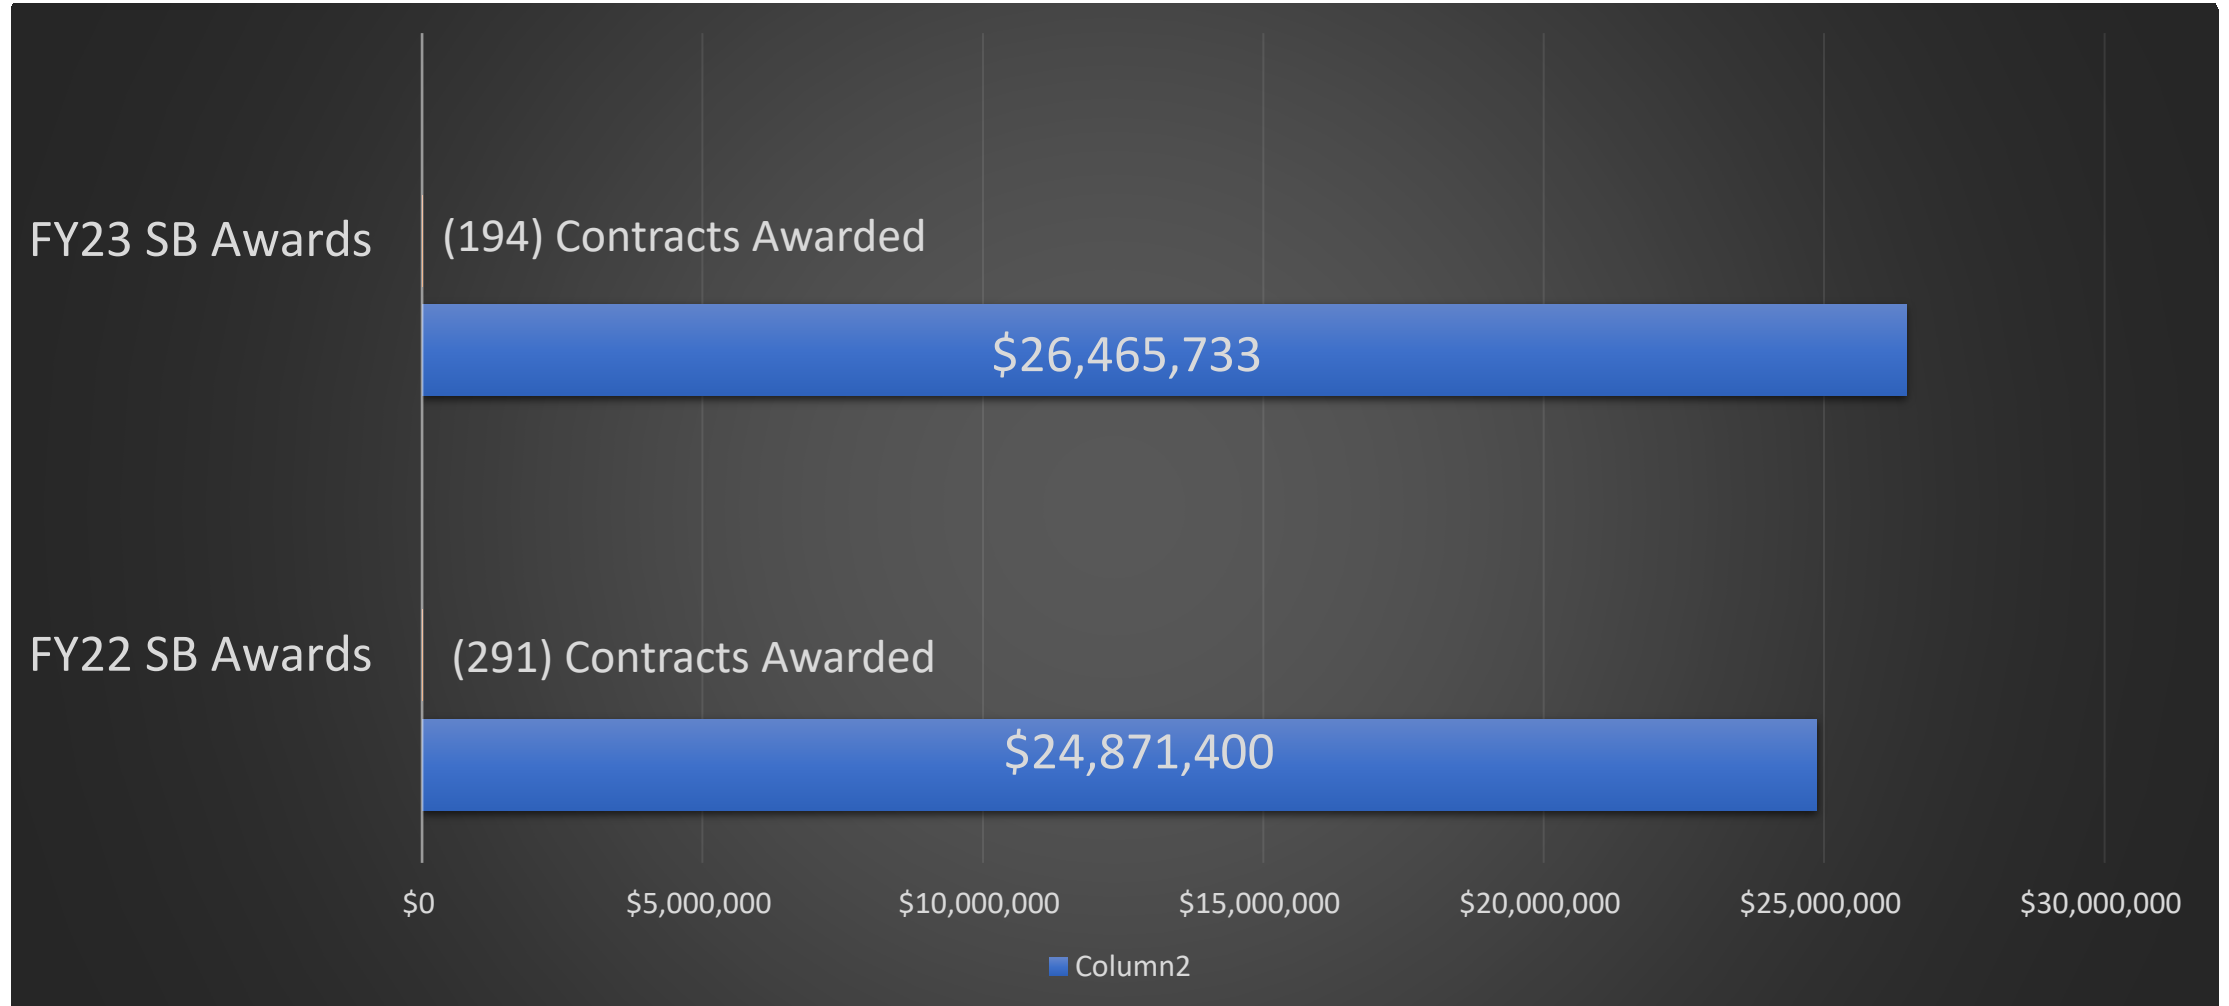 FY23 SB Awards
(194) Contracts Awarded
$26,465,733
FY22 SB Awards
(291) Contracts Awarded
$24,871,400
$0 $5,000,000 $10,000,000 $15,000,000 $20,000,000 $25,000,000 $30,000,000
Column2